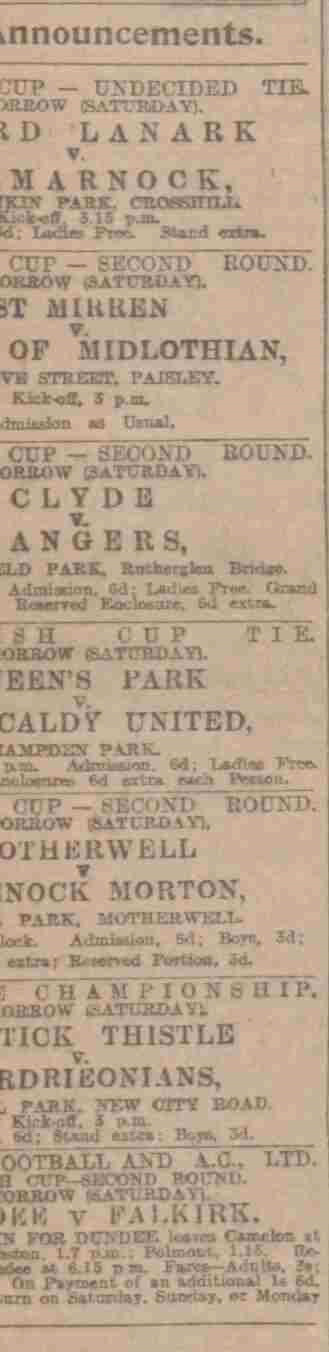 nnouncements.
CUP — UNDECIDED TIE.
ORROW (SATURDAY).
RD LANARK
v.
MARNOCK,
KIN PARK, CROSSHILL.
Kick-off, 3.15 p.m.
6d; Ladies Free. Stand extra.
CUP — SECOND ROUND.
ORROW (SATURDAY).
ST MIRREN
v.
OF MIDLOTHIAN,
VE STREET, PAISLEY.
Kick-off, 3 p.m.
dmission as Usual.
CUP — SECOND ROUND.
ORROW (SATURDAY).
CLYDE
v.
ANGERS,
ELD PARK, Rutherglen Bridge.
Admission, 6d; Ladies Free. Grand
Reserved Enclosure, 6d extra.
SH CUP TIE.
ORROW (SATURDAY).
UEEN'S PARK
v.
CALDY UNITED,
HAMPDEN PARK.
p.m. Admission, 6d; Ladies Free.
nclosures 6d extra each Person.
CUP — SECOND ROUND.
ORROW (SATURDAY).
OTHERWELL
v
NOCK MORTON,
PARK, MOTHERWELL.
lock. Admission, 6d; Boys, 3d;
extra; Reserved Portion, 3d.
E CHAMPIONSHIP.
ORROW (SATURDAY).
TICK THISTLE
v.
RDRIEONIANS,
L PARK, NEW CITY ROAD.
Kick-off, 3 p.m.
6d; Stand extra; Boys, 3d.
OOTBALL AND A.C., LTD.
H CUP—SECOND ROUND.
ORROW (SATURDAY).
DEE v FALKIRK.
IN FOR DUNDEE leaves Camelon at
1.7 p.m.; Polmont, 1.15. Re-
dee at 6.15 p.m. Fares—Adults, 3s;
On Payment of an additional 1s 6d,
urn on Saturday, Sunday, or Monday